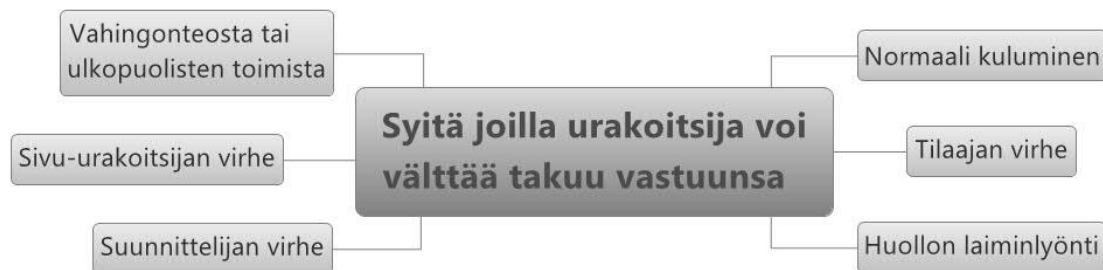 Vahingonteosta tai
ulkopuolisten toimista
Normaali kuluminen
Syitä joilla urakoitsija voi
välttää takuu vastuunsa
Sivu-urakoitsijan virhe
Tilaajan virhe
Suunnittelijan virhe
Huollon laiminlyönti